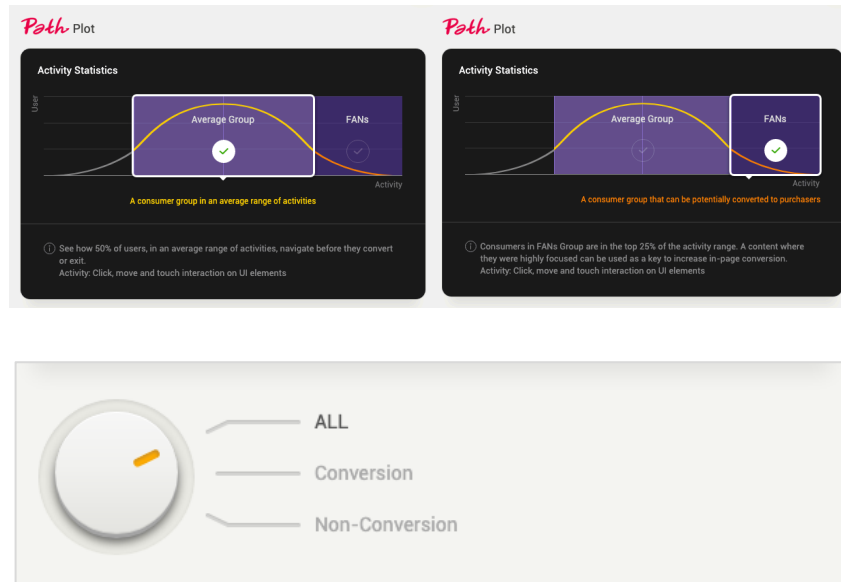 Path Plot
Activity Statistics
User
Average Group
FANs
Activity
A consumer group in an average range of activities
See how 50% of users, in an average range of activities, navigate before they convert
or exit.
Activity: Click, move and touch interaction on UI elements
Path Plot
Activity Statistics
User
Average Group
FANs
Activity
A consumer group that can be potentially converted to purchasers
Consumers in FANs Group are in the top 25% of the activity range. A content where
they were highly focused can be used as a key to increase in-page conversion.
Activity: Click, move and touch interaction on UI elements
ALL
Conversion
Non-Conversion